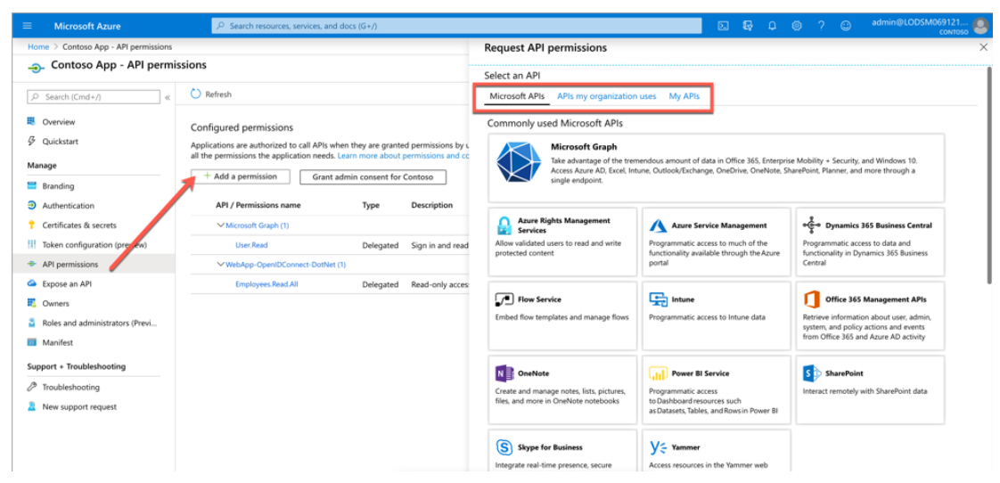 Microsoft Azure
Search resources, services, and docs (G+/)
admin@LODSM069121....
CONTOSO
Home > Contoso App - API permissions
Contoso App - API permissions
Search (Cmd+/)
«
Overview
Quickstart
Manage
Branding
Authentication
Certificates & secrets
Token configuration (preview)
API permissions
Expose an API
Owners
Roles and administrators (Previ...
Manifest
Support + Troubleshooting
Troubleshooting
New support request
Refresh
Configured permissions
Applications are authorized to call APIs when they are granted permissions by u
all the permissions the application needs. Learn more about permissions and co
+ Add a permission
Grant admin consent for Contoso
API / Permissions name Type Description
Microsoft Graph (1)
User.Read Delegated Sign in and read
WebApp-OpenIDConnect-DotNet (1)
Employees.Read.All Delegated Read-only acces
Request API permissions
Select an API
Microsoft APIs APIs my organization uses My APIs
Commonly used Microsoft APIs
Microsoft Graph
Take advantage of the tremendous amount of data in Office 365, Enterprise Mobility + Security, and Windows 10.
Access Azure AD, Excel, Intune, Outlook/Exchange, OneDrive, OneNote, SharePoint, Planner, and more through a
single endpoint.
Azure Rights Management
Services
Allow validated users to read and write
protected content
Azure Service Management
Programmatic access to much of the
functionality available through the Azure
portal
Dynamics 365 Business Central
Programmatic access to data and
functionality in Dynamics 365 Business
Central
Flow Service
Embed flow templates and manage flows
Intune
Programmatic access to Intune data
Office 365 Management APIs
Retrieve information about user, admin,
system, and policy actions and events
from Office 365 and Azure AD activity
OneNote
Create and manage notes, lists, pictures,
files, and more in OneNote notebooks
Power BI Service
Programmatic access
to Dashboard resources such
as Datasets, Tables, and Rows in Power BI
SharePoint
Interact remotely with SharePoint data
Skype for Business
Integrate real-time presence, secure
Yammer
Access resources in the Yammer web